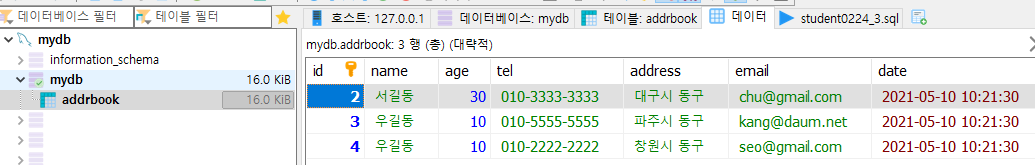 데이터베이스 필터 테이블 필터 호스트: 127.0.0.1 데이터베이스: mydb 테이블: addrbook 데이터 student0224_3.sql
mydb
information_schema
mydb 16.0 KiB
addrbook 16.0 KiB
mydb.addrbook: 3 행 (총) (대략적)
id name age tel address email date
2 서길동 30 010-3333-3333 대구시 동구 chu@gmail.com 2021-05-10 10:21:30
3 우길동 10 010-5555-5555 파주시 동구 kang@daum.net 2021-05-10 10:21:30
4 우길동 10 010-2222-2222 창원시 동구 seo@gmail.com 2021-05-10 10:21:30